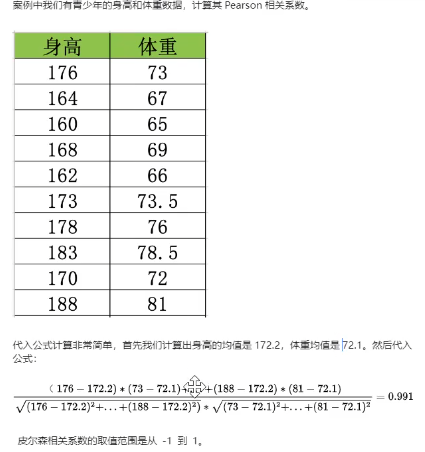 案例中我们有青少年的身高和体重数据，计算其 Pearson 相关系数。
身高 体重
176 73
164 67
160 65
168 69
162 66
173 73.5
178 76
183 78.5
170 72
188 81
代入公式计算非常简单，首先我们计算出身高的均值是 172.2，体重均值是 72.1。然后代入
公式：
（ 176 − 172.2) ∗ (73 − 72.1)+...+(188 − 172.2) ∗ (81 − 72.1)
√(176 − 172.2)²+...+(188 − 172.2)²) ∗ √(73 − 72.1)²+...+(81 − 72.1)² = 0.991
皮尔森相关系数的取值范围是从 -1 到 1。